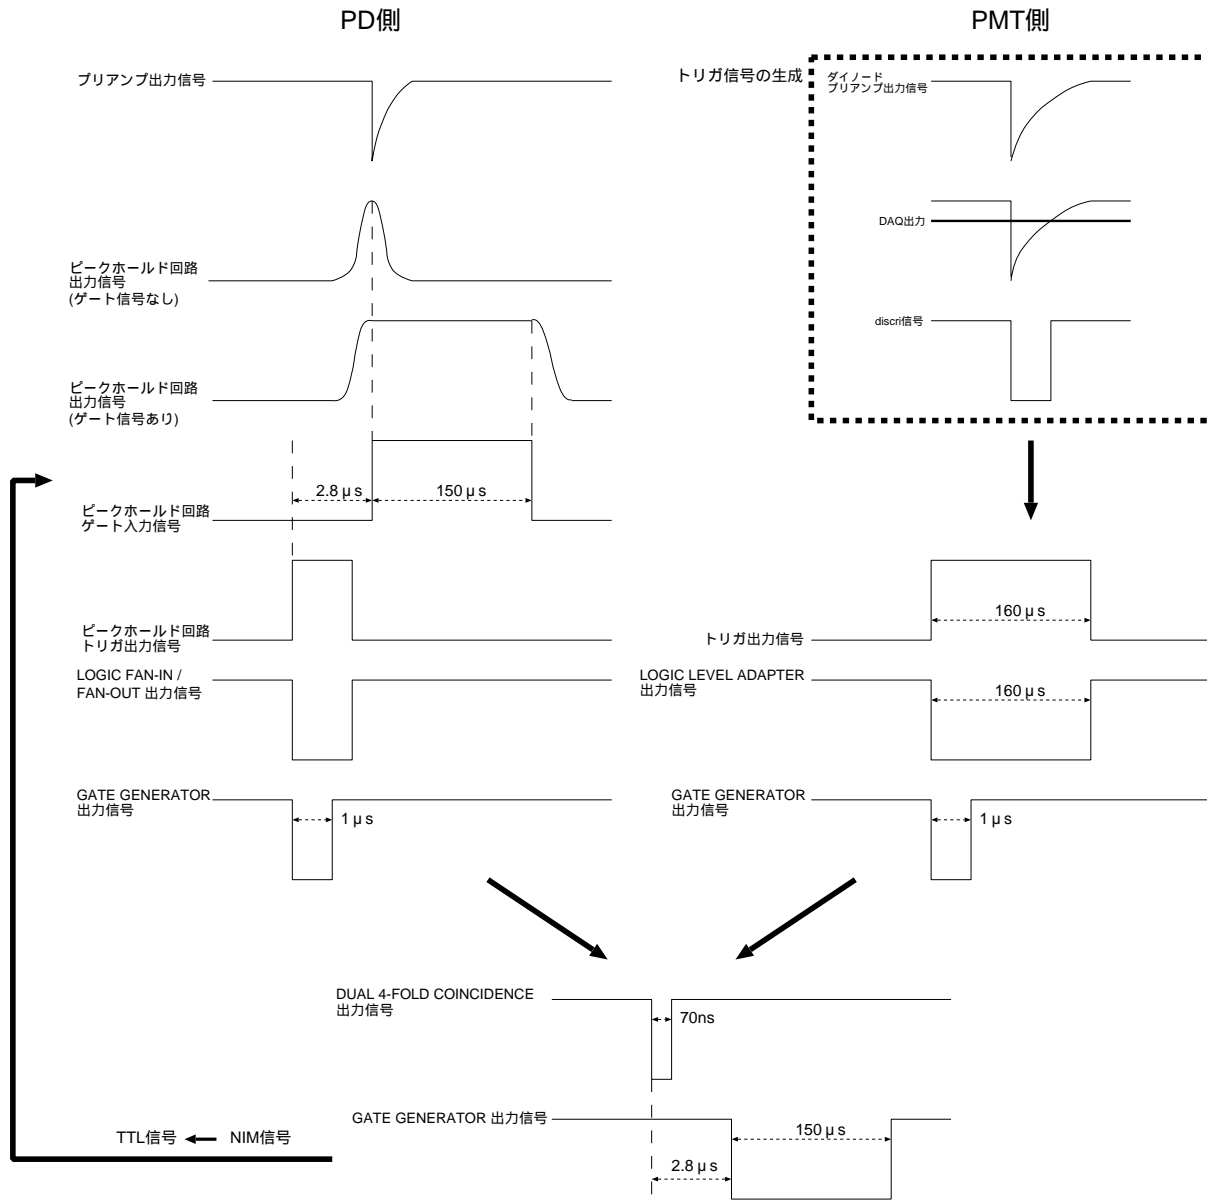 PD側
PMT側
プリアンプ出力信号
トリガ信号の生成
ダイノード
プリアンプ出力信号
DAQ出力
ピークホールド回路
出力信号
(ゲート信号なし)
discri信号
ピークホールド回路
出力信号
(ゲート信号あり)
2.8μs
150μs
ピークホールド回路
ゲート入力信号
160μs
ピークホールド回路
トリガ出力信号
トリガ出力信号
LOGIC FAN-IN /
FAN-OUT 出力信号
LOGIC LEVEL ADAPTER
出力信号
160μs
GATE GENERATOR
出力信号
1μs
GATE GENERATOR
出力信号
1μs
DUAL 4-FOLD COINCIDENCE
出力信号
70ns
GATE GENERATOR 出力信号
150μs
TTL信号
NIM信号
2.8μs